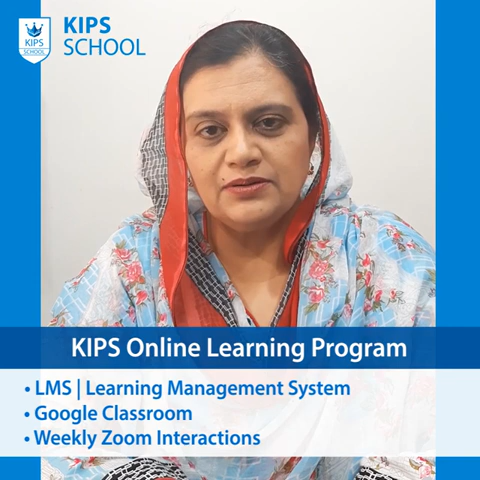 KIPS
SCHOOL
KIPS
SCHOOL
KIPS Online Learning Program
• LMS | Learning Management System
• Google Classroom
• Weekly Zoom Interactions